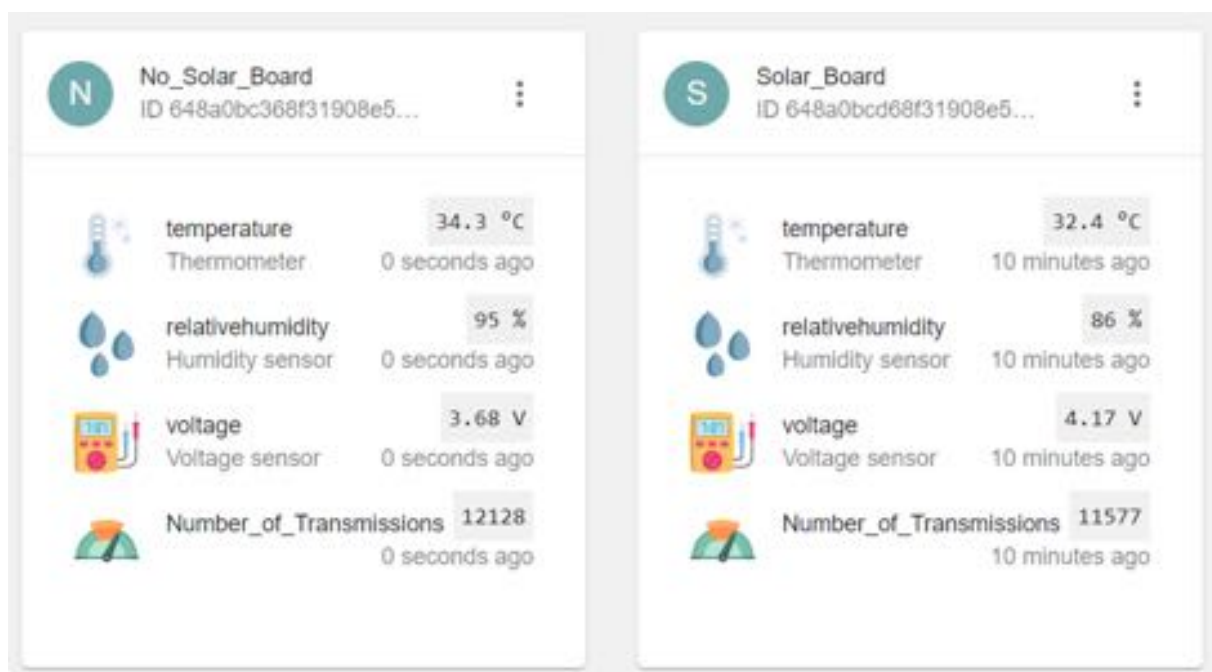 N
No_Solar_Board
ID 648a0bc368f31908e5...
temperature 34.3 °C
Thermometer 0 seconds ago
relativehumidity 95 %
Humidity sensor 0 seconds ago
voltage 3.68 V
Voltage sensor 0 seconds ago
Number_of_Transmissions 12128
0 seconds ago
S
Solar_Board
ID 648a0bcd68f31908e5...
temperature 32.4 °C
Thermometer 10 minutes ago
relativehumidity 86 %
Humidity sensor 10 minutes ago
voltage 4.17 V
Voltage sensor 10 minutes ago
Number_of_Transmissions 11577
10 minutes ago